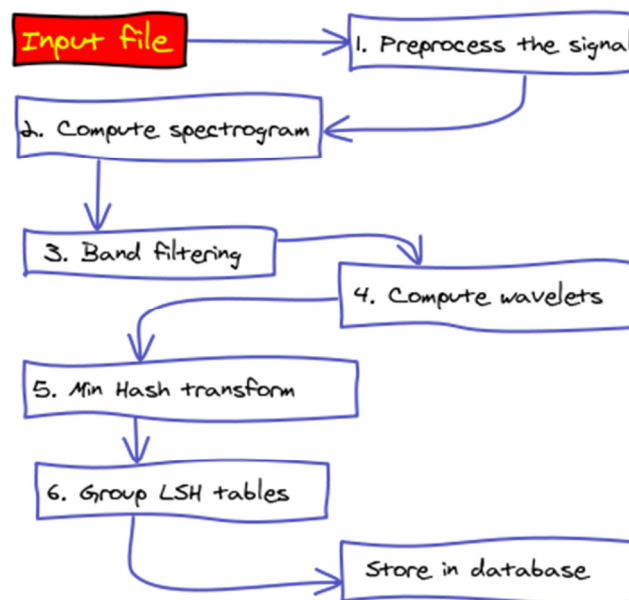 Input file
1. Preprocess the signal
2. Compute spectrogram
3. Band filtering
4. Compute wavelets
5. Min Hash transform
6. Group LSH tables
Store in database